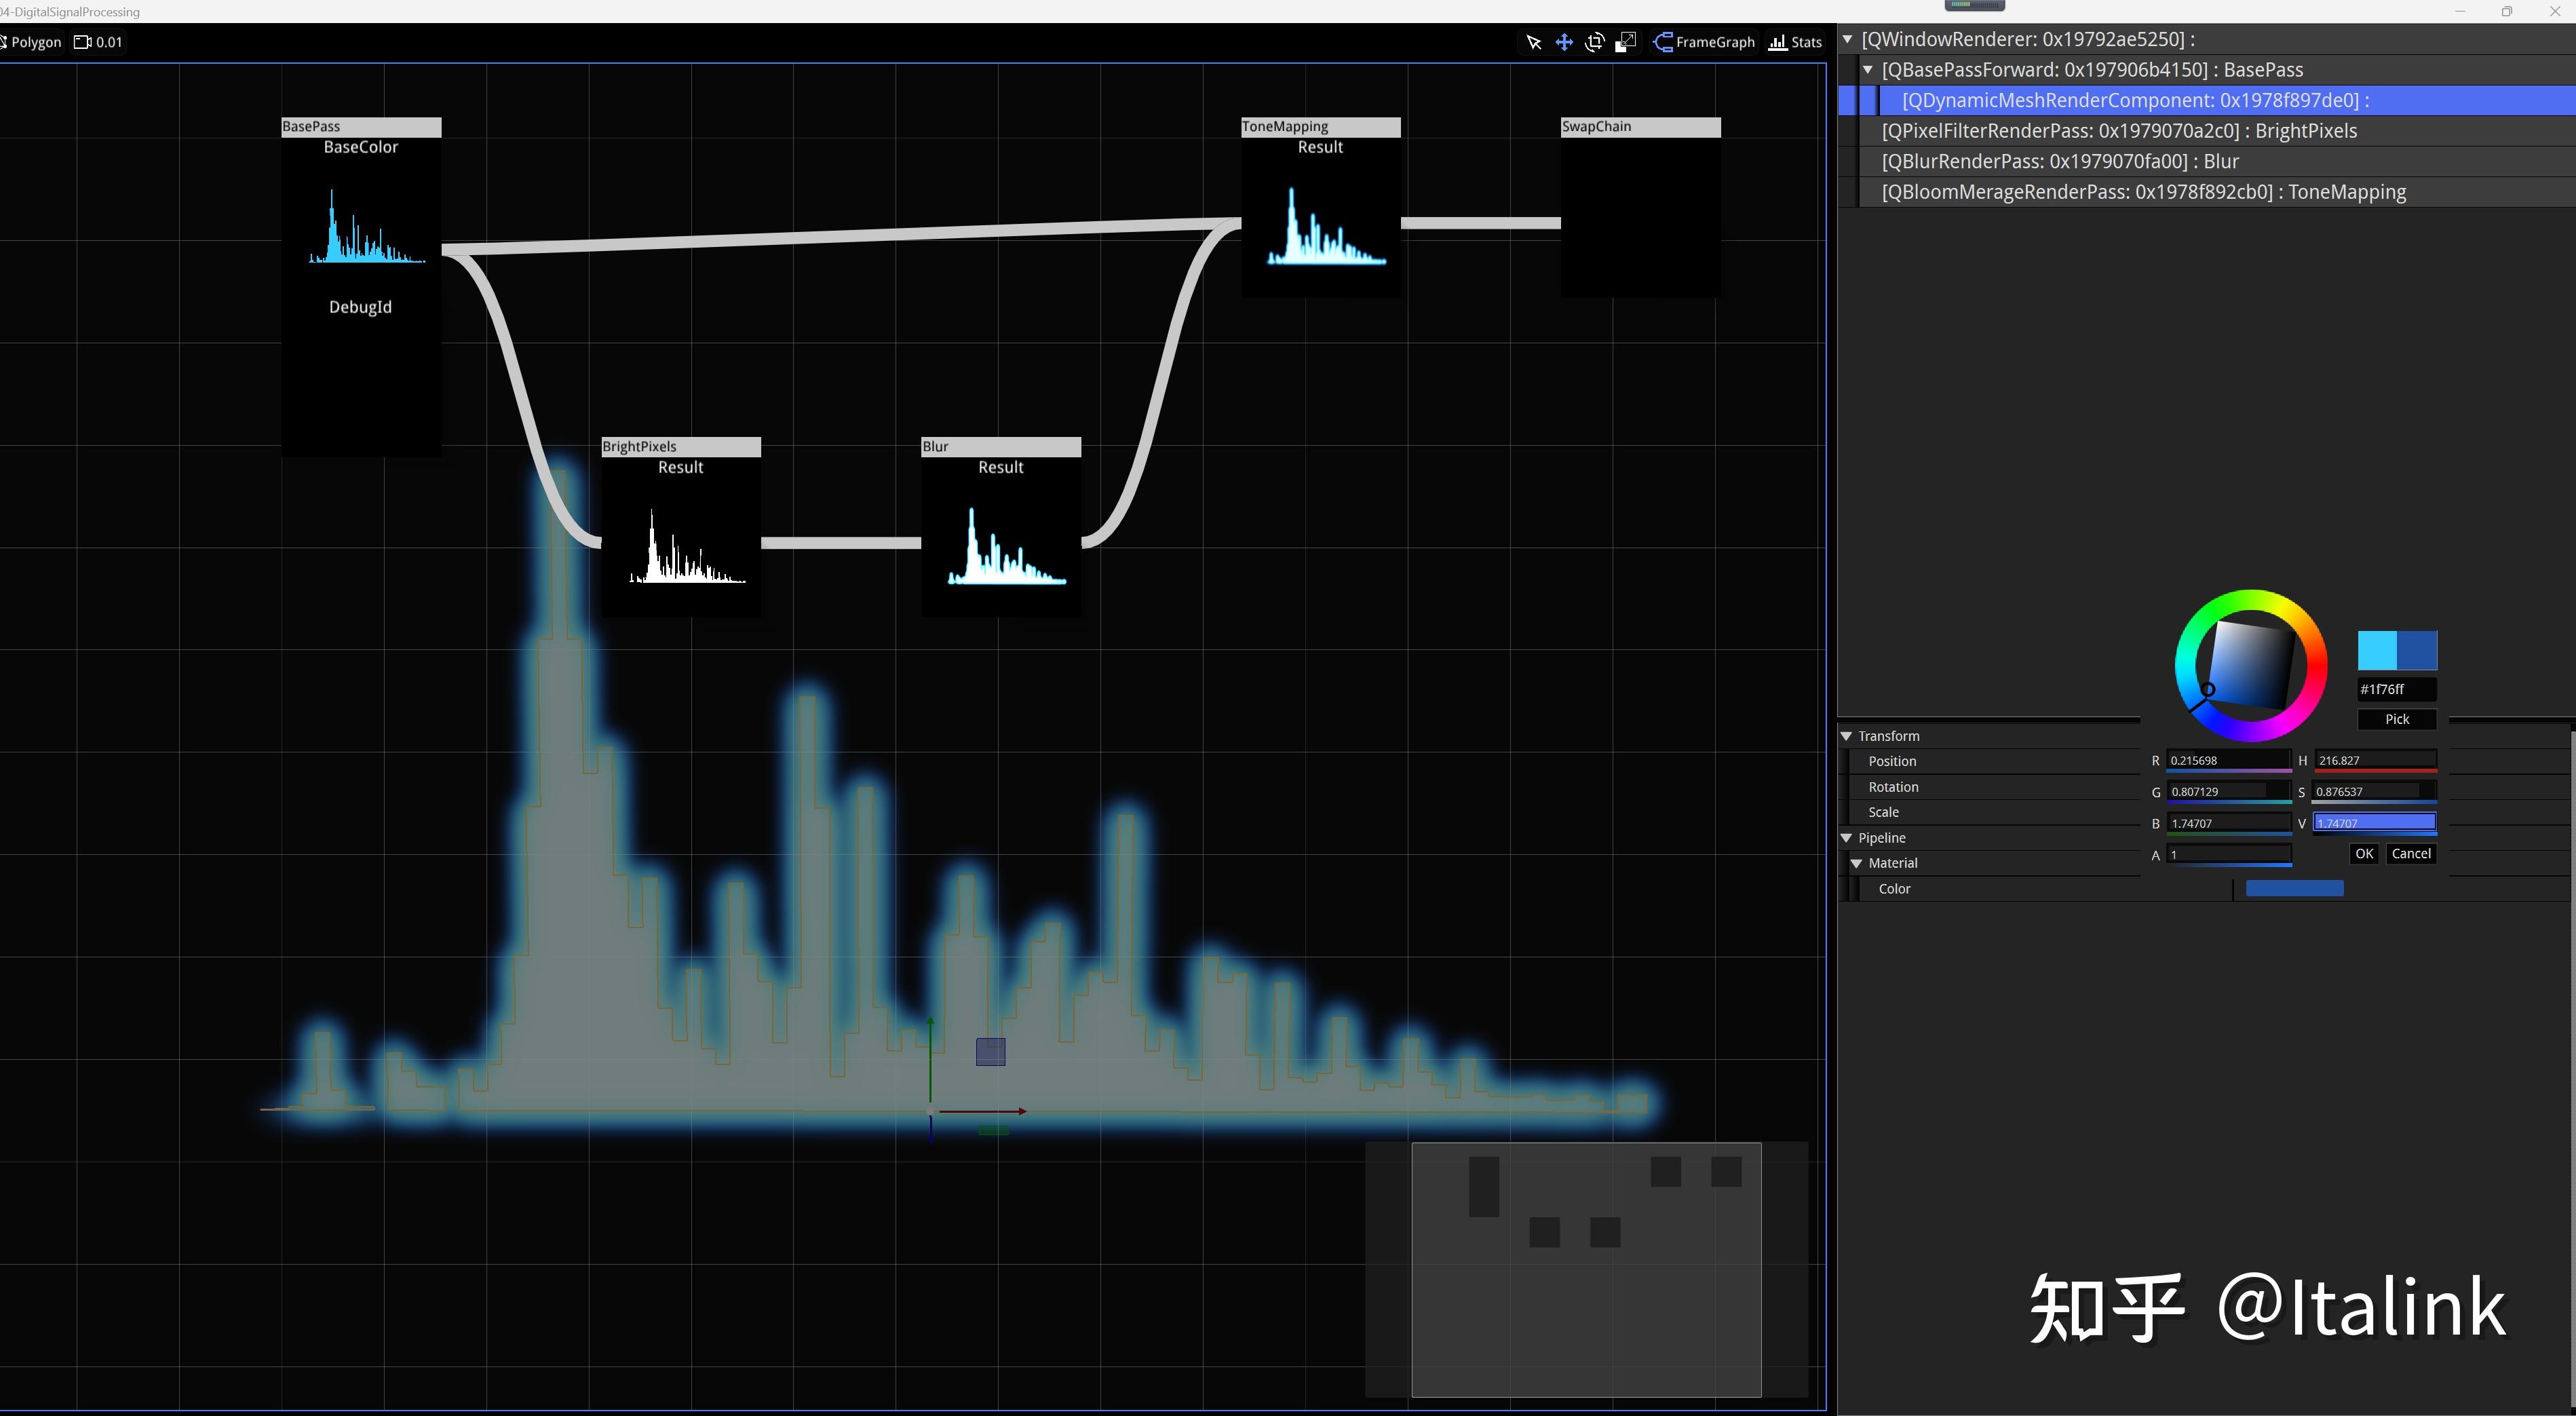 04-DigitalSignalProcessing
Polygon 0.01
FrameGraph Stats
BasePass
BaseColor
DebugId
BrightPixels
Result
Blur
Result
ToneMapping
Result
SwapChain
[QWindowRenderer: 0x19792ae5250] :
[QBasePassForward: 0x197906b4150] : BasePass
[QDynamicMeshRenderComponent: 0x1978f897de0] :
[QPixelFilterRenderPass: 0x1979070a2c0] : BrightPixels
[QBlurRenderPass: 0x1979070fa00] : Blur
[QBloomMerageRenderPass: 0x1978f892cb0] : ToneMapping
#1f76ff
Pick
R 0.215698 H 216.827
G 0.807129 S 0.876537
B 1.74707 V 1.74707
A 1 OK Cancel
Transform
Position
Rotation
Scale
Pipeline
Material
Color
知乎 @Italink